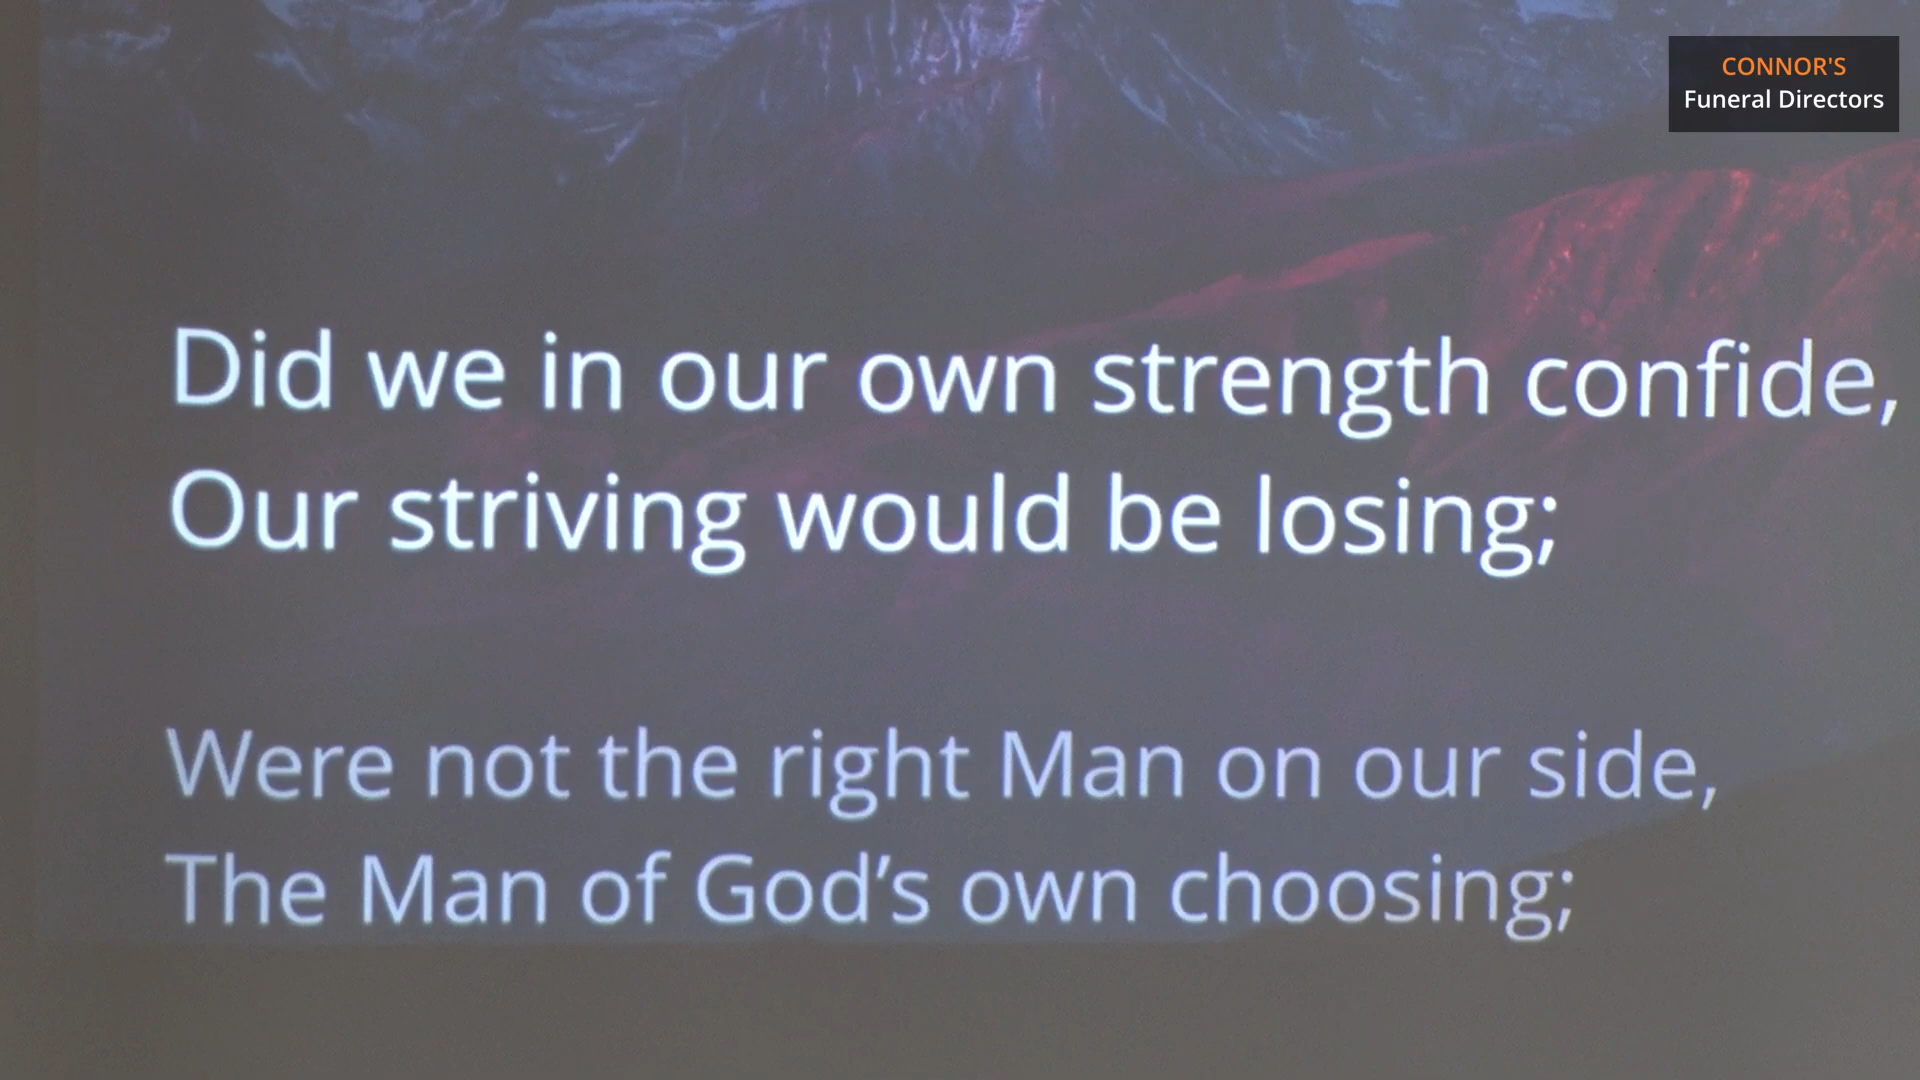 CONNOR'S
Funeral Directors
Did we in our own strength confide,
Our striving would be losing;
Were not the right Man on our side,
The Man of God’s own choosing;